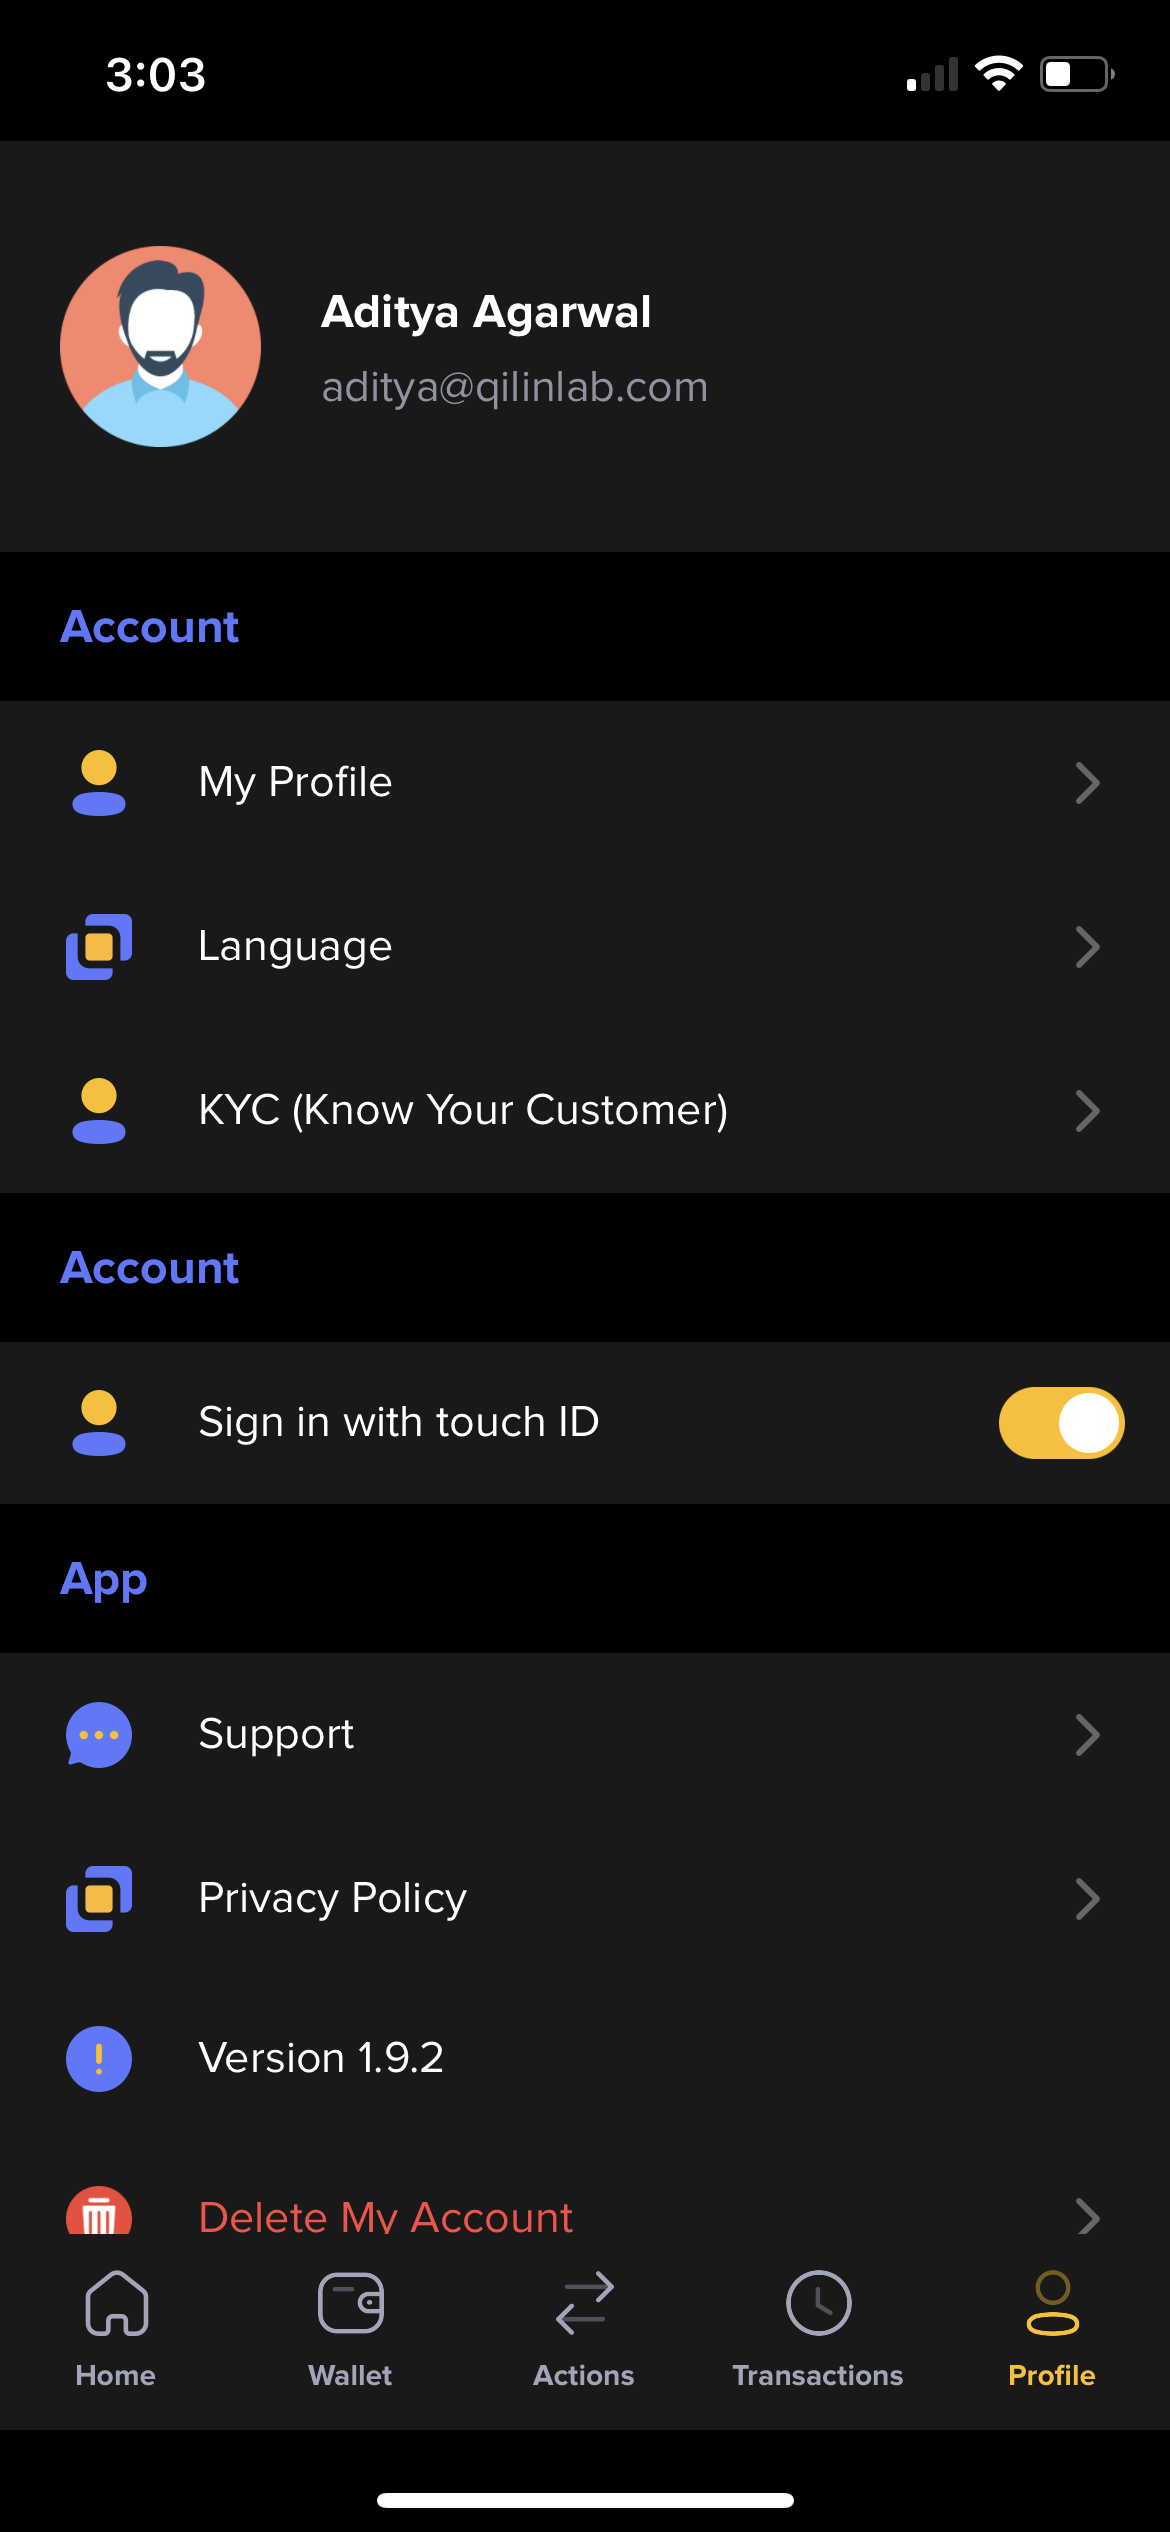 3:03
Aditya Agarwal
aditya@qilinlab.com
Account
My Profile
Language
KYC (Know Your Customer)
Account
Sign in with touch ID
App
Support
Privacy Policy
Version 1.9.2
Delete My Account
Home
Wallet
Actions
Transactions
Profile